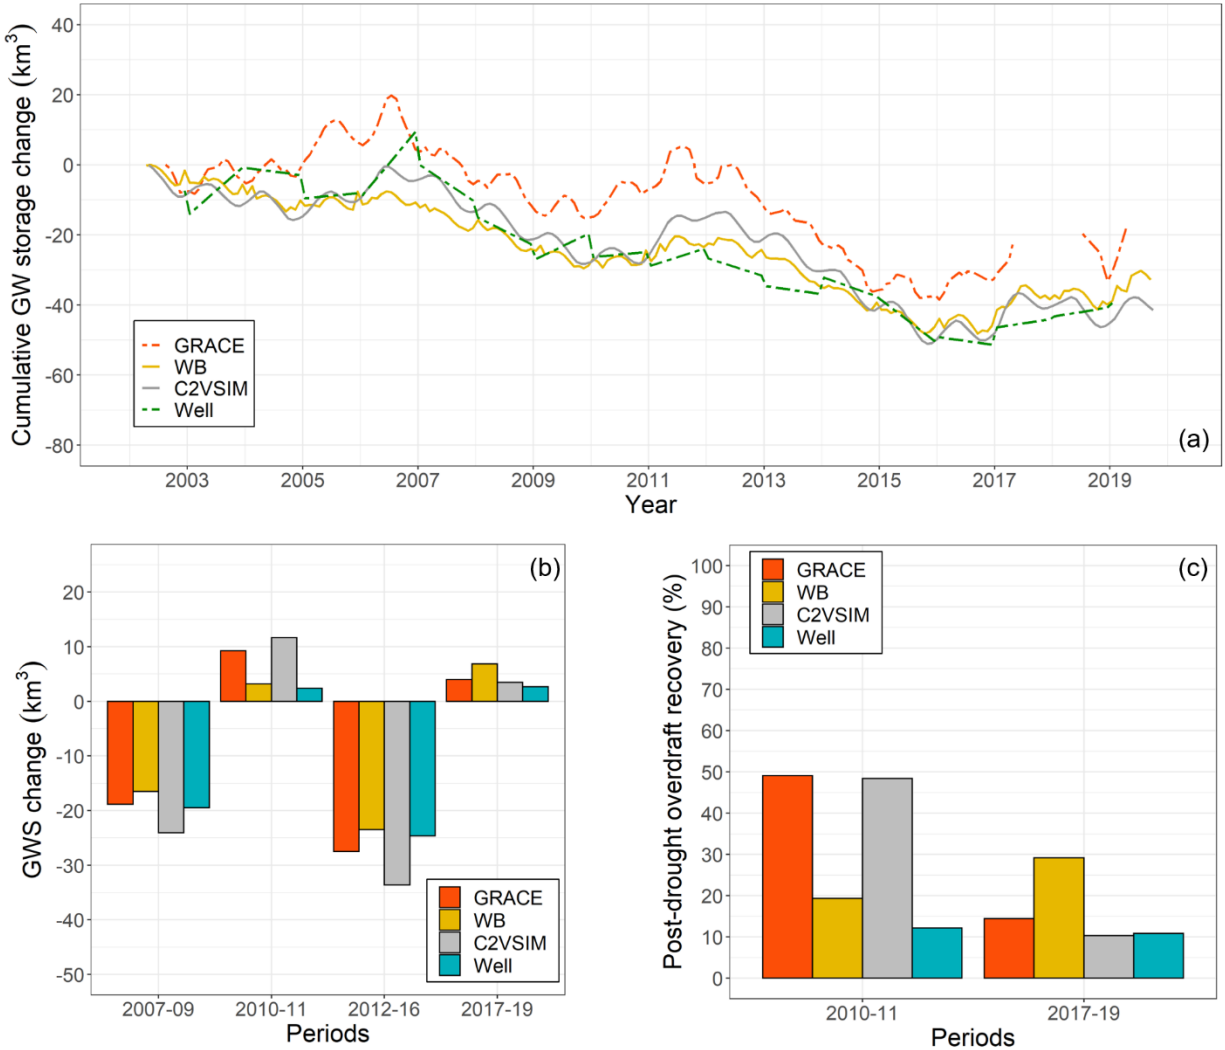 Cumulative GW storage change (km³)
40
20
0
-20
-40
-60
-80
GRACE
WB
C2VSIM
Well
(a)
2003 2005 2007 2009 2011 2013 2015 2017 2019
Year
GWS change (km³)
20
10
0
-10
-20
-30
-40
-50
(b)
GRACE
WB
C2VSIM
Well
2007-09 2010-11 2012-16 2017-19
Periods
Post-drought overdraft recovery (%)
100
90
80
70
60
50
40
30
20
10
0
GRACE
WB
C2VSIM
Well
(c)
2010-11 2017-19
Periods